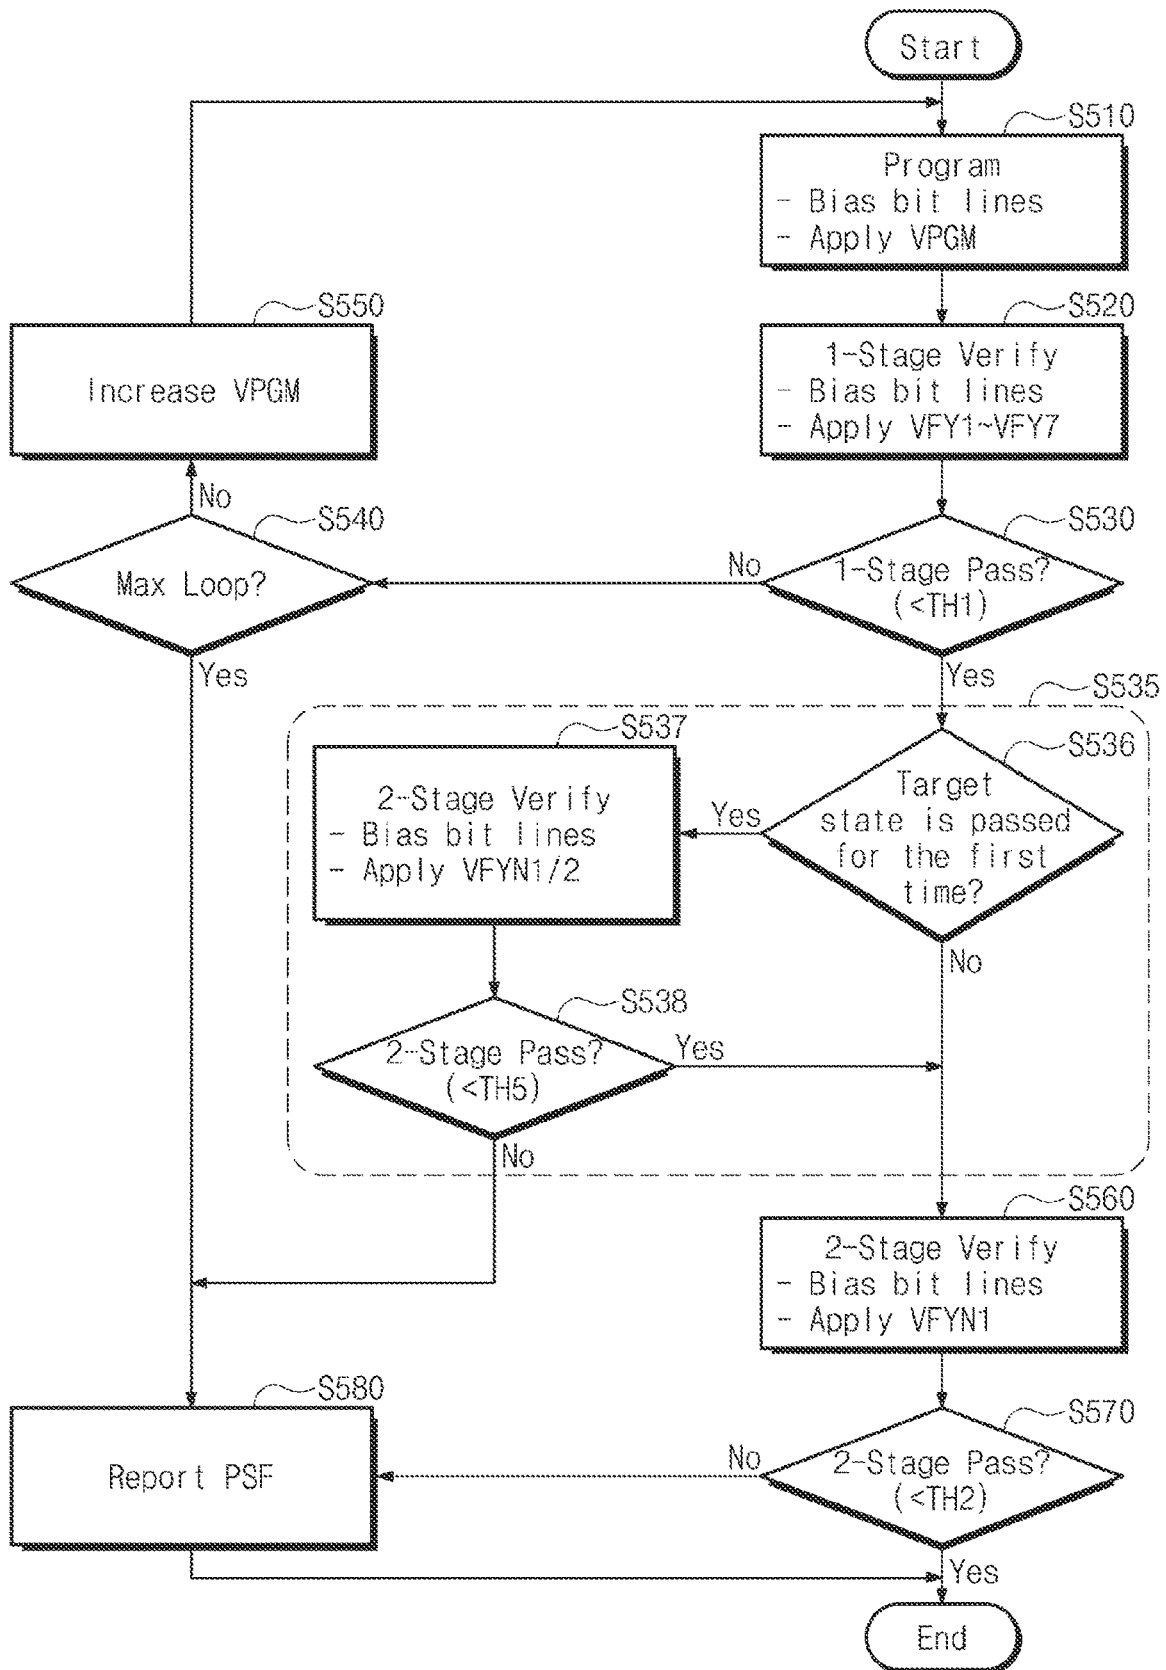 Start
S510
Program
- Bias bit lines
- Apply VPGM
S550
Increase VPGM
S520
1-Stage Verify
- Bias bit lines
- Apply VFY1~VFY7
No
S540
Max Loop?
Yes
S530
1-Stage Pass?
(<TH1)
No
Yes
S535
S537
2-Stage Verify
- Bias bit lines
- Apply VFYN1/2
S536
Target
state is passed
for the first
time?
Yes
No
S538
2-Stage Pass?
(<TH5)
Yes
No
S560
2-Stage Verify
- Bias bit lines
- Apply VFYN1
S580
Report PSF
S570
2-Stage Pass?
(<TH2)
No
Yes
End